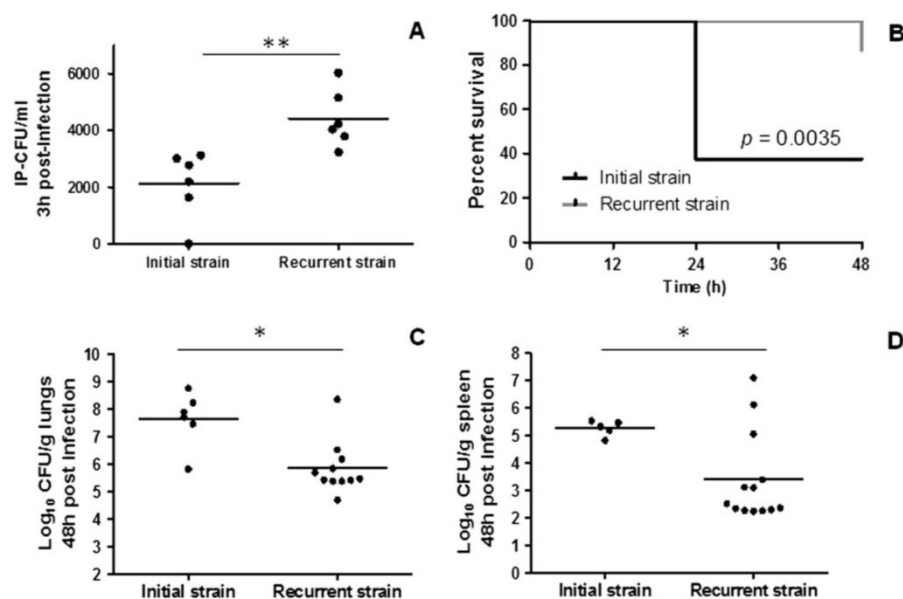 A
**
IP-CFU/ml
3h post-Infection
6000
4000
2000
0
Initial strain Recurrent strain
B
Percent survival
100
80
60
40
20
0
p = 0.0035
Initial strain
Recurrent strain
0 12 24 36 48
Time (h)
C
*
Log10 CFU/g lungs
48h post Infection
10
9
8
7
6
5
4
3
2
Initial strain Recurrent strain
D
*
Log10 CFU/g spleen
48h post Infection
8
7
6
5
4
3
2
1
0
Initial strain Recurrent strain